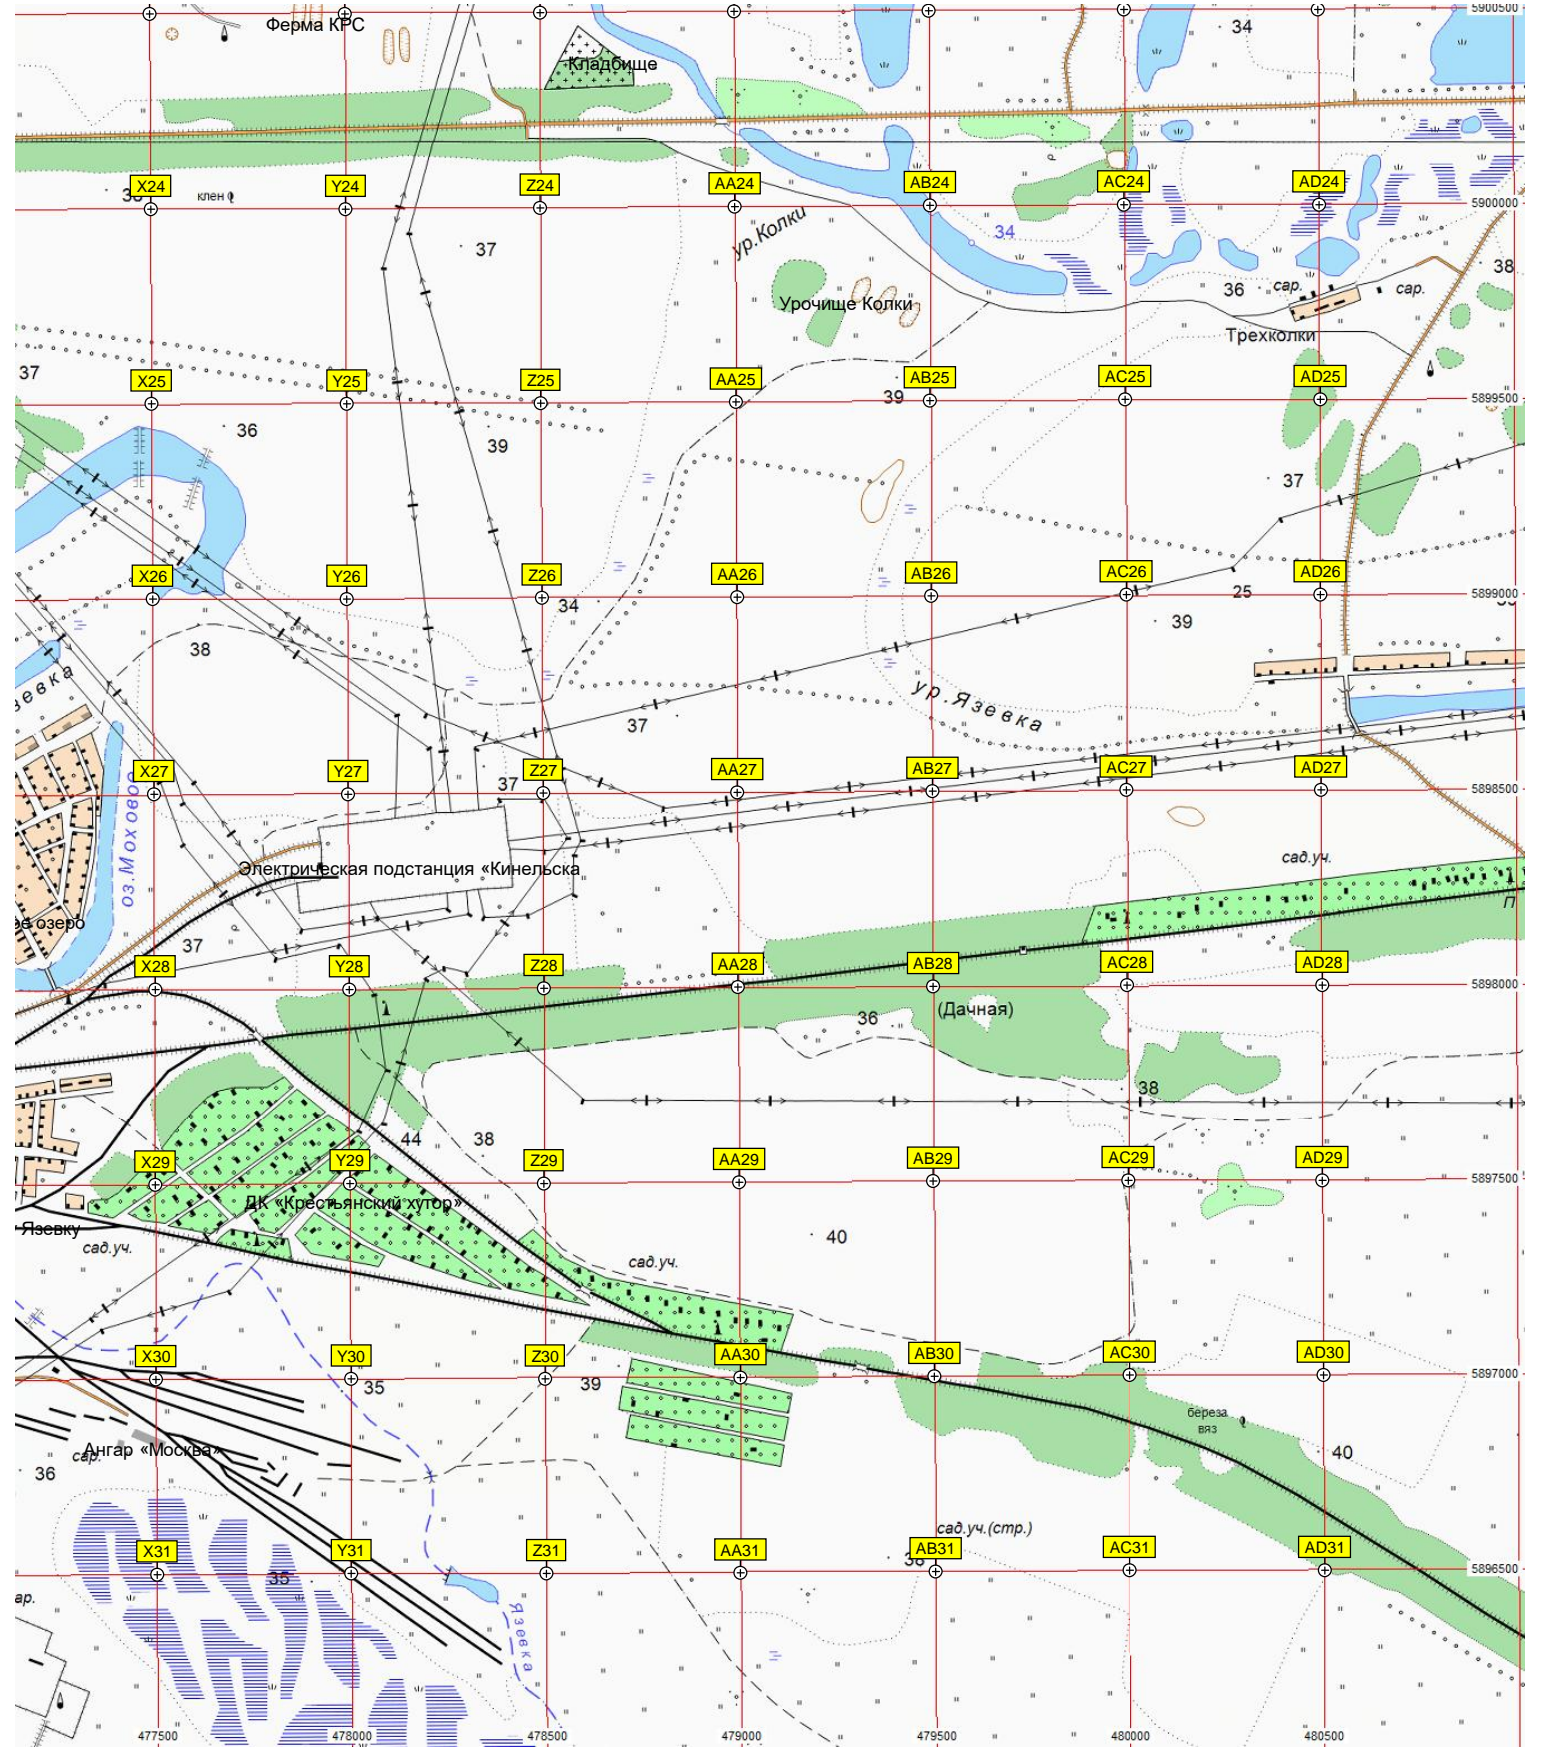 5900500
Ферма КРС
34
Кладбище
X24
Y24
Z24
AA24
AB24
AC24
AD24
клен
5900000
ур.Колки
34
37
38
Урочище Колки
36
сар.
сар.
Трехколки
37
X25
Y25
Z25
AA25
AB25
AC25
AD25
39
5899500
36
39
37
X26
Y26
Z26
AA26
AB26
AC26
AD26
34
25
5899000
39
38
зевка
ур.Язевка
37
X27
Y27
Z27
AA27
AB27
AC27
AD27
37
5898500
оз.Моховое
Электрическая подстанция «Кинельска
сад.уч.
П
ое озеро
37
X28
Y28
Z28
AA28
AB28
AC28
AD28
5898000
36
(Дачная)
38
44
38
X29
Y29
Z29
AA29
AB29
AC29
AD29
5897500
ДК «Крестьянский хутор»
Язевку
сад.уч.
40
сад.уч.
X30
Y30
Z30
AA30
AB30
AC30
AD30
35
39
5897000
береза
вяз
Ангар «Москва»
сар.
36
40
сад.уч.(стр.)
X31
Y31
Z31
AA31
AB31
AC31
AD31
38
35
5896500
ар.
Язевка
477500
478000
478500
479000
479500
480000
480500